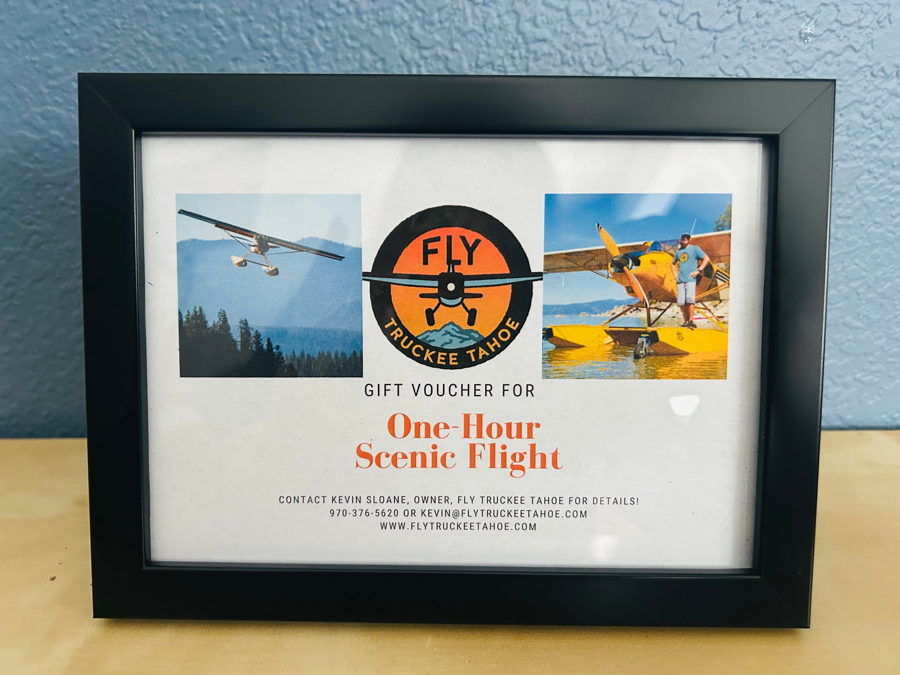 FLY
TRUCKEE TAHOE
GIFT VOUCHER FOR
One-Hour
Scenic Flight
CONTACT KEVIN SLOANE, OWNER, FLY TRUCKEE TAHOE FOR DETAILS!
970-376-5620 OR KEVIN@FLYTRUCKEETAHOE.COM
WWW.FLYTRUCKEETAHOE.COM